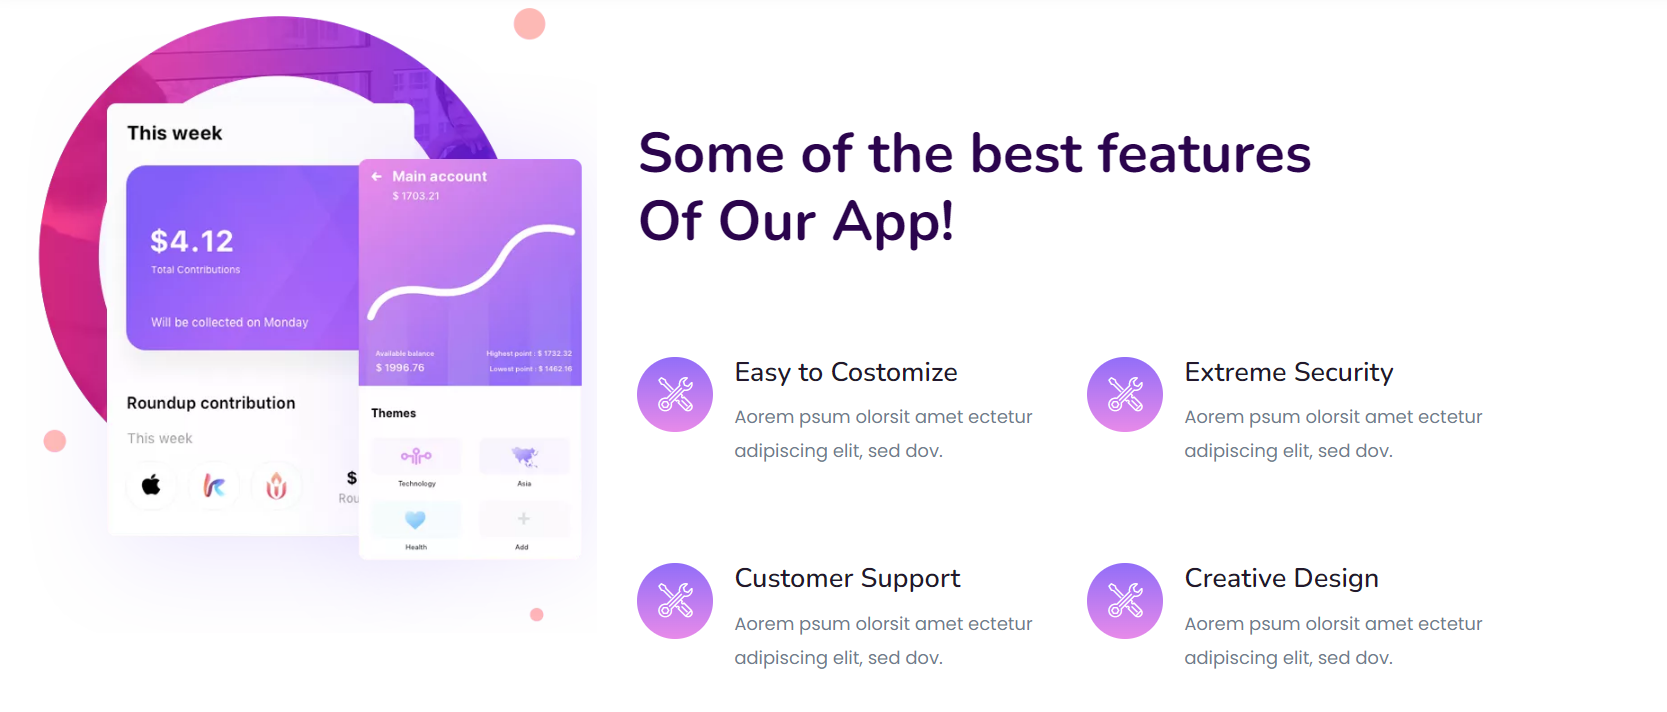 This week
$4.12
Total Contributions
Will be collected on Monday
Roundup contribution
This week
$
Rou
Main account
$ 1703.21
Available balance
$ 1996.76
Highest point : $ 1732.32
Lowest point : $ 1462.16
Themes
Technology
Asia
Health
Add
Some of the best features
Of Our App!
Easy to Costomize
Aorem psum olorsit amet ectetur
adipiscing elit, sed dov.
Extreme Security
Aorem psum olorsit amet ectetur
adipiscing elit, sed dov.
Customer Support
Aorem psum olorsit amet ectetur
adipiscing elit, sed dov.
Creative Design
Aorem psum olorsit amet ectetur
adipiscing elit, sed dov.